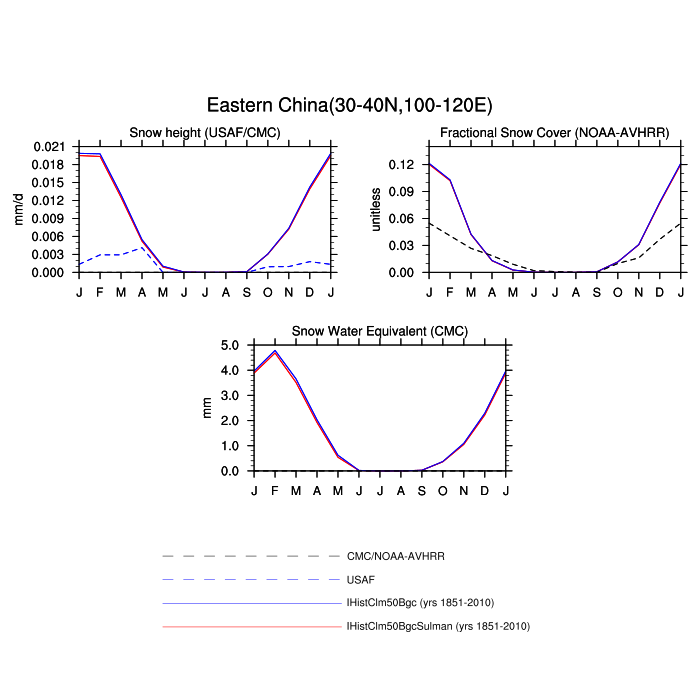 Eastern China(30-40N,100-120E)
Snow height (USAF/CMC)
0.021
0.018
0.015
0.012
0.009
0.006
0.003
0.000
mm/d
J F M A M J J A S O N D J
Fractional Snow Cover (NOAA-AVHRR)
0.12
0.09
0.06
0.03
0.00
unitless
J F M A M J J A S O N D J
Snow Water Equivalent (CMC)
5.0
4.0
3.0
2.0
1.0
0.0
mm
J F M A M J J A S O N D J
CMC/NOAA-AVHRR
USAF
IHistClm50Bgc (yrs 1851-2010)
IHistClm50BgcSulman (yrs 1851-2010)